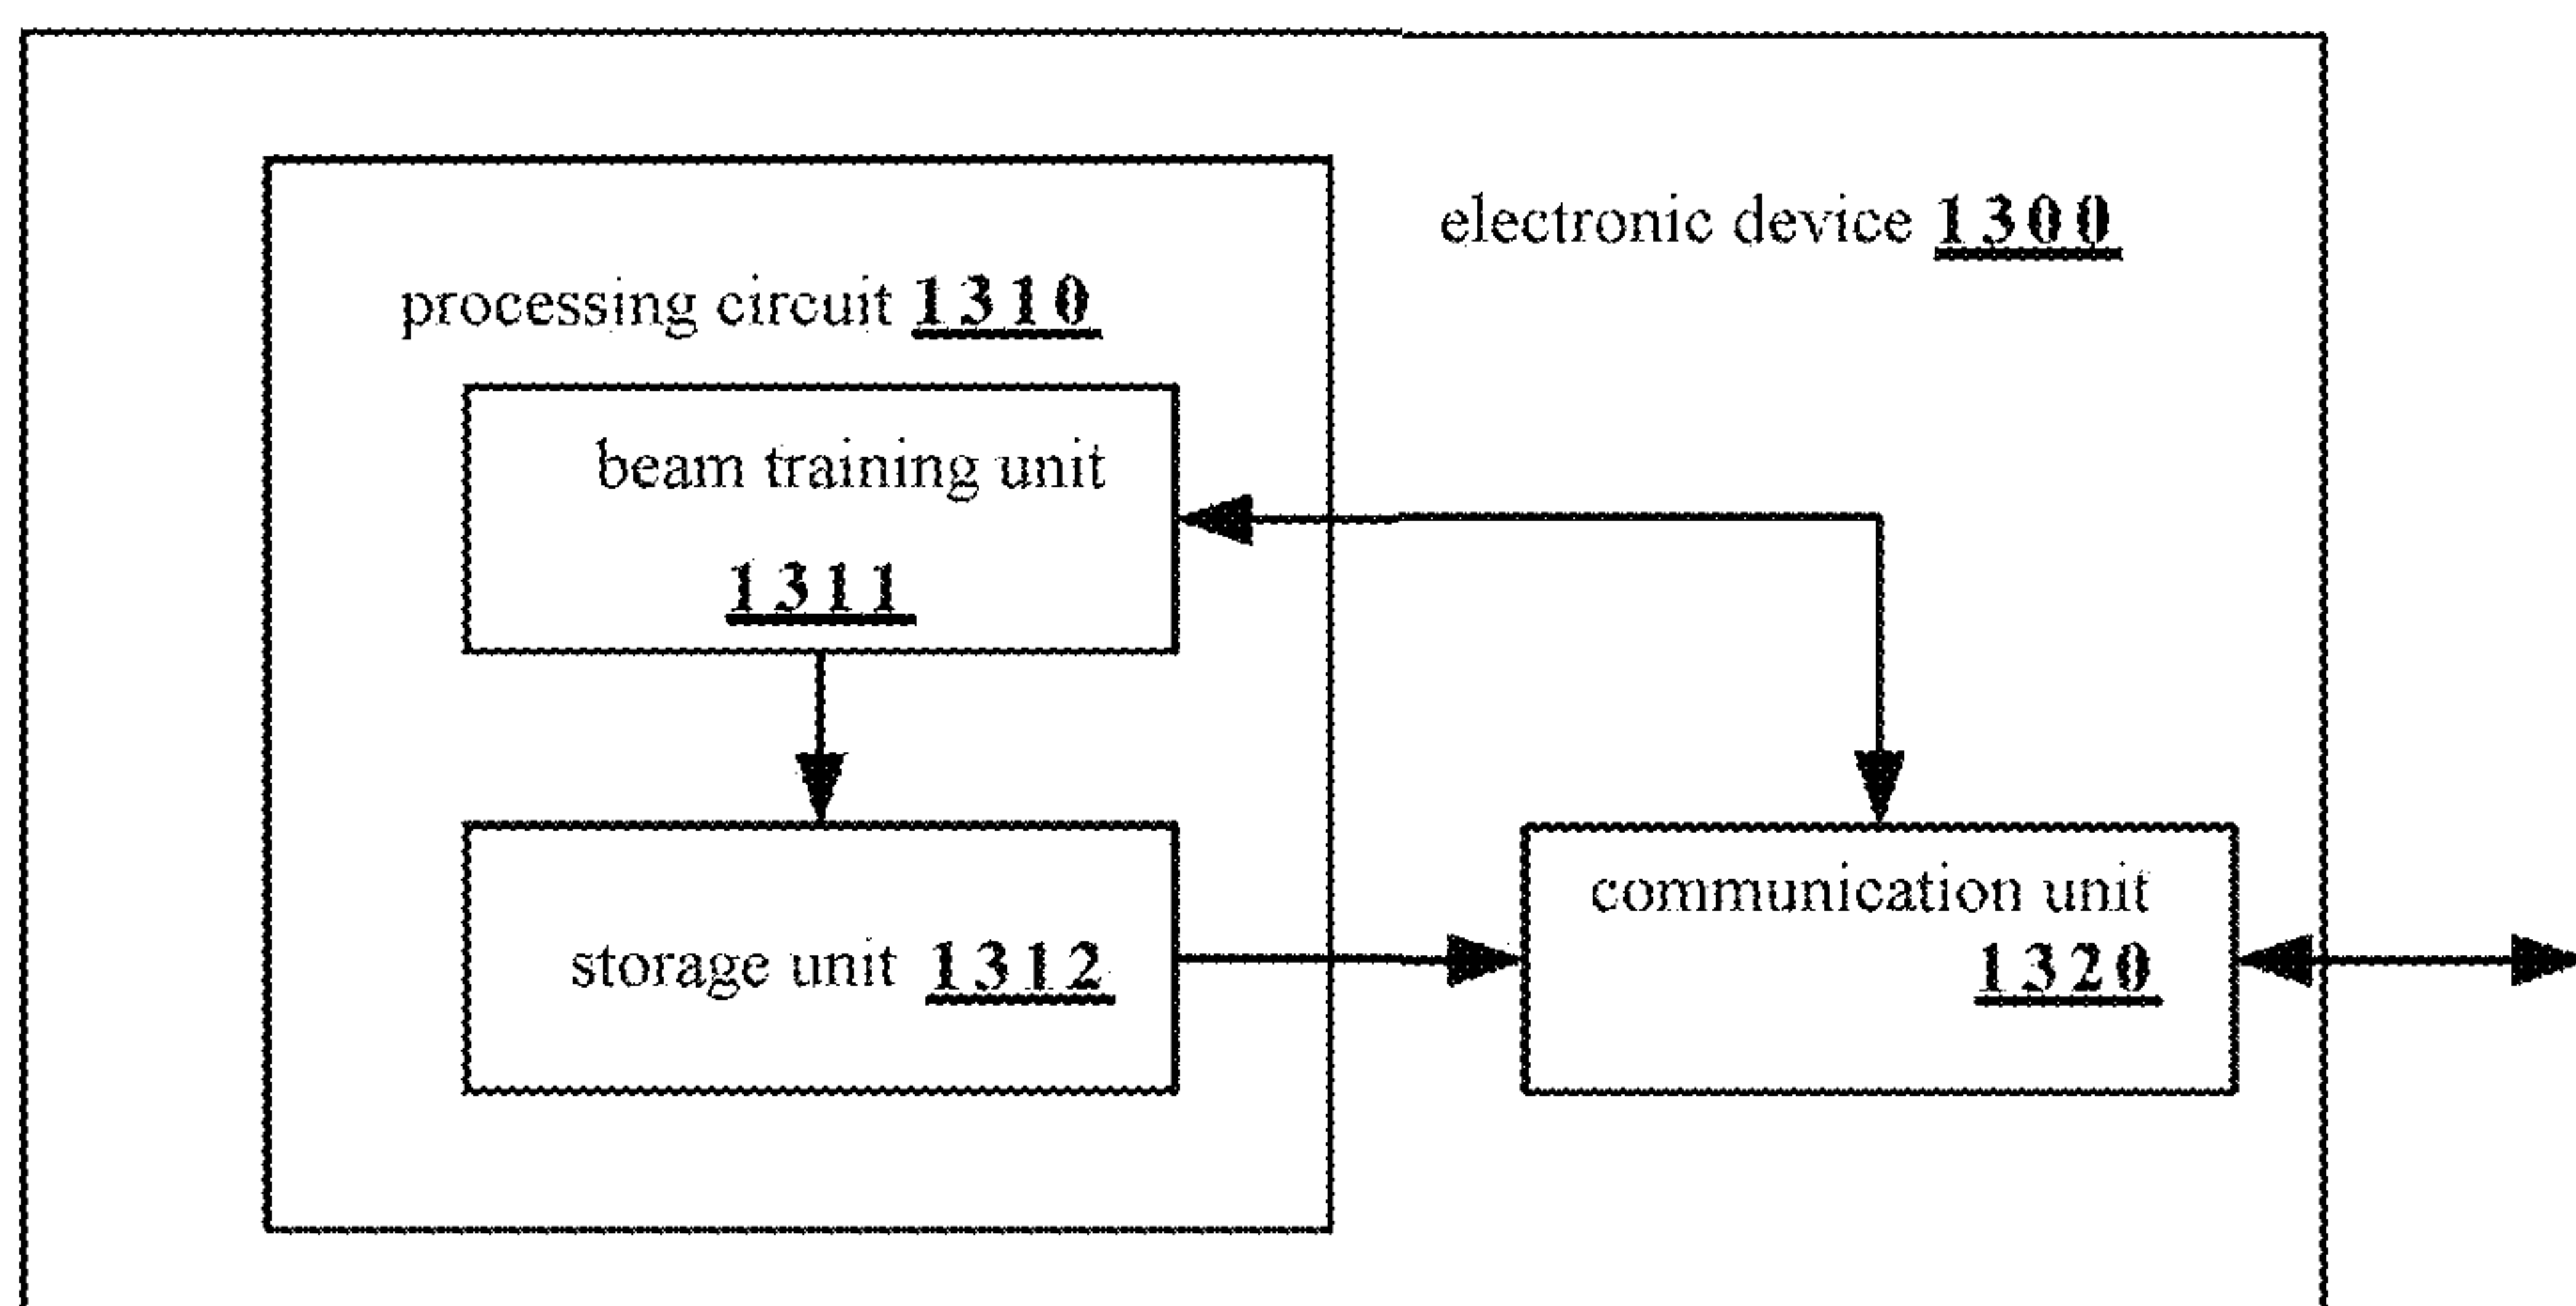 electronic device 1300
processing circuit 1310
beam training unit
1311
storage unit 1312
communication unit
1320